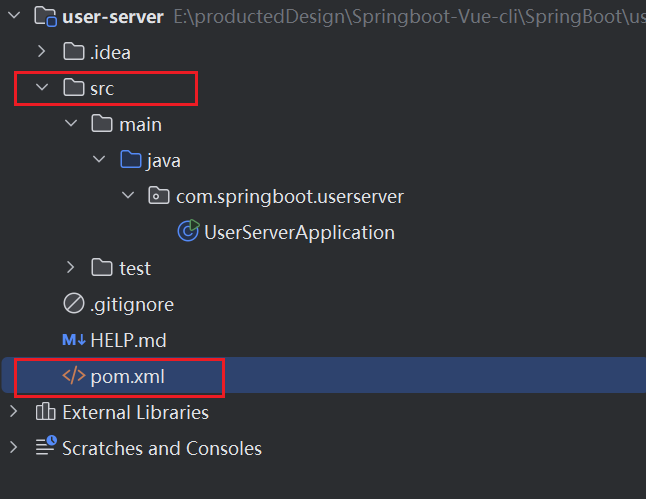 user-server E:\productedDesign\Springboot-Vue-cli\SpringBoot\us
.idea
src
main
java
com.springboot.userserver
UserServerApplication
test
.gitignore
M↓ HELP.md
</> pom.xml
External Libraries
Scratches and Consoles